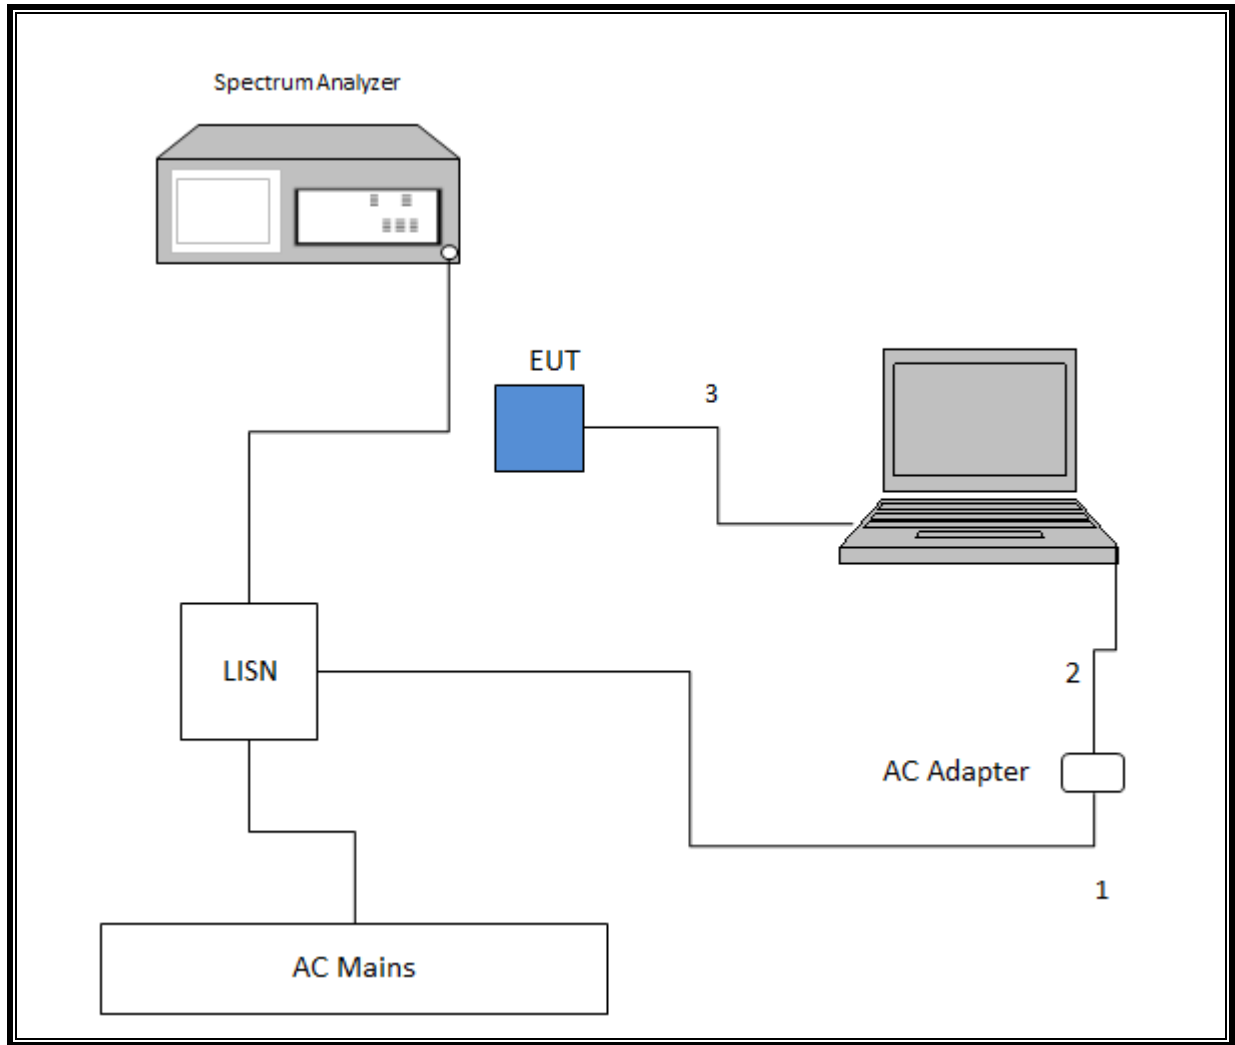 Spectrum Analyzer
EUT
3
LISN
2
AC Adapter
1
AC Mains